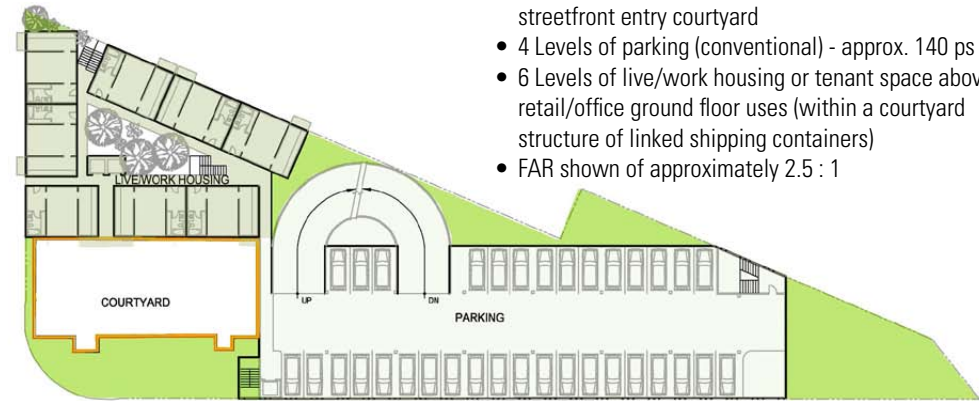 streetfront entry courtyard
• 4 Levels of parking (conventional) - approx. 140 ps
• 6 Levels of live/work housing or tenant space abov
retail/office ground floor uses (within a courtyard
structure of linked shipping containers)
• FAR shown of approximately 2.5 : 1
LIVE/WORK HOUSING
COURTYARD
UP
DN
PARKING